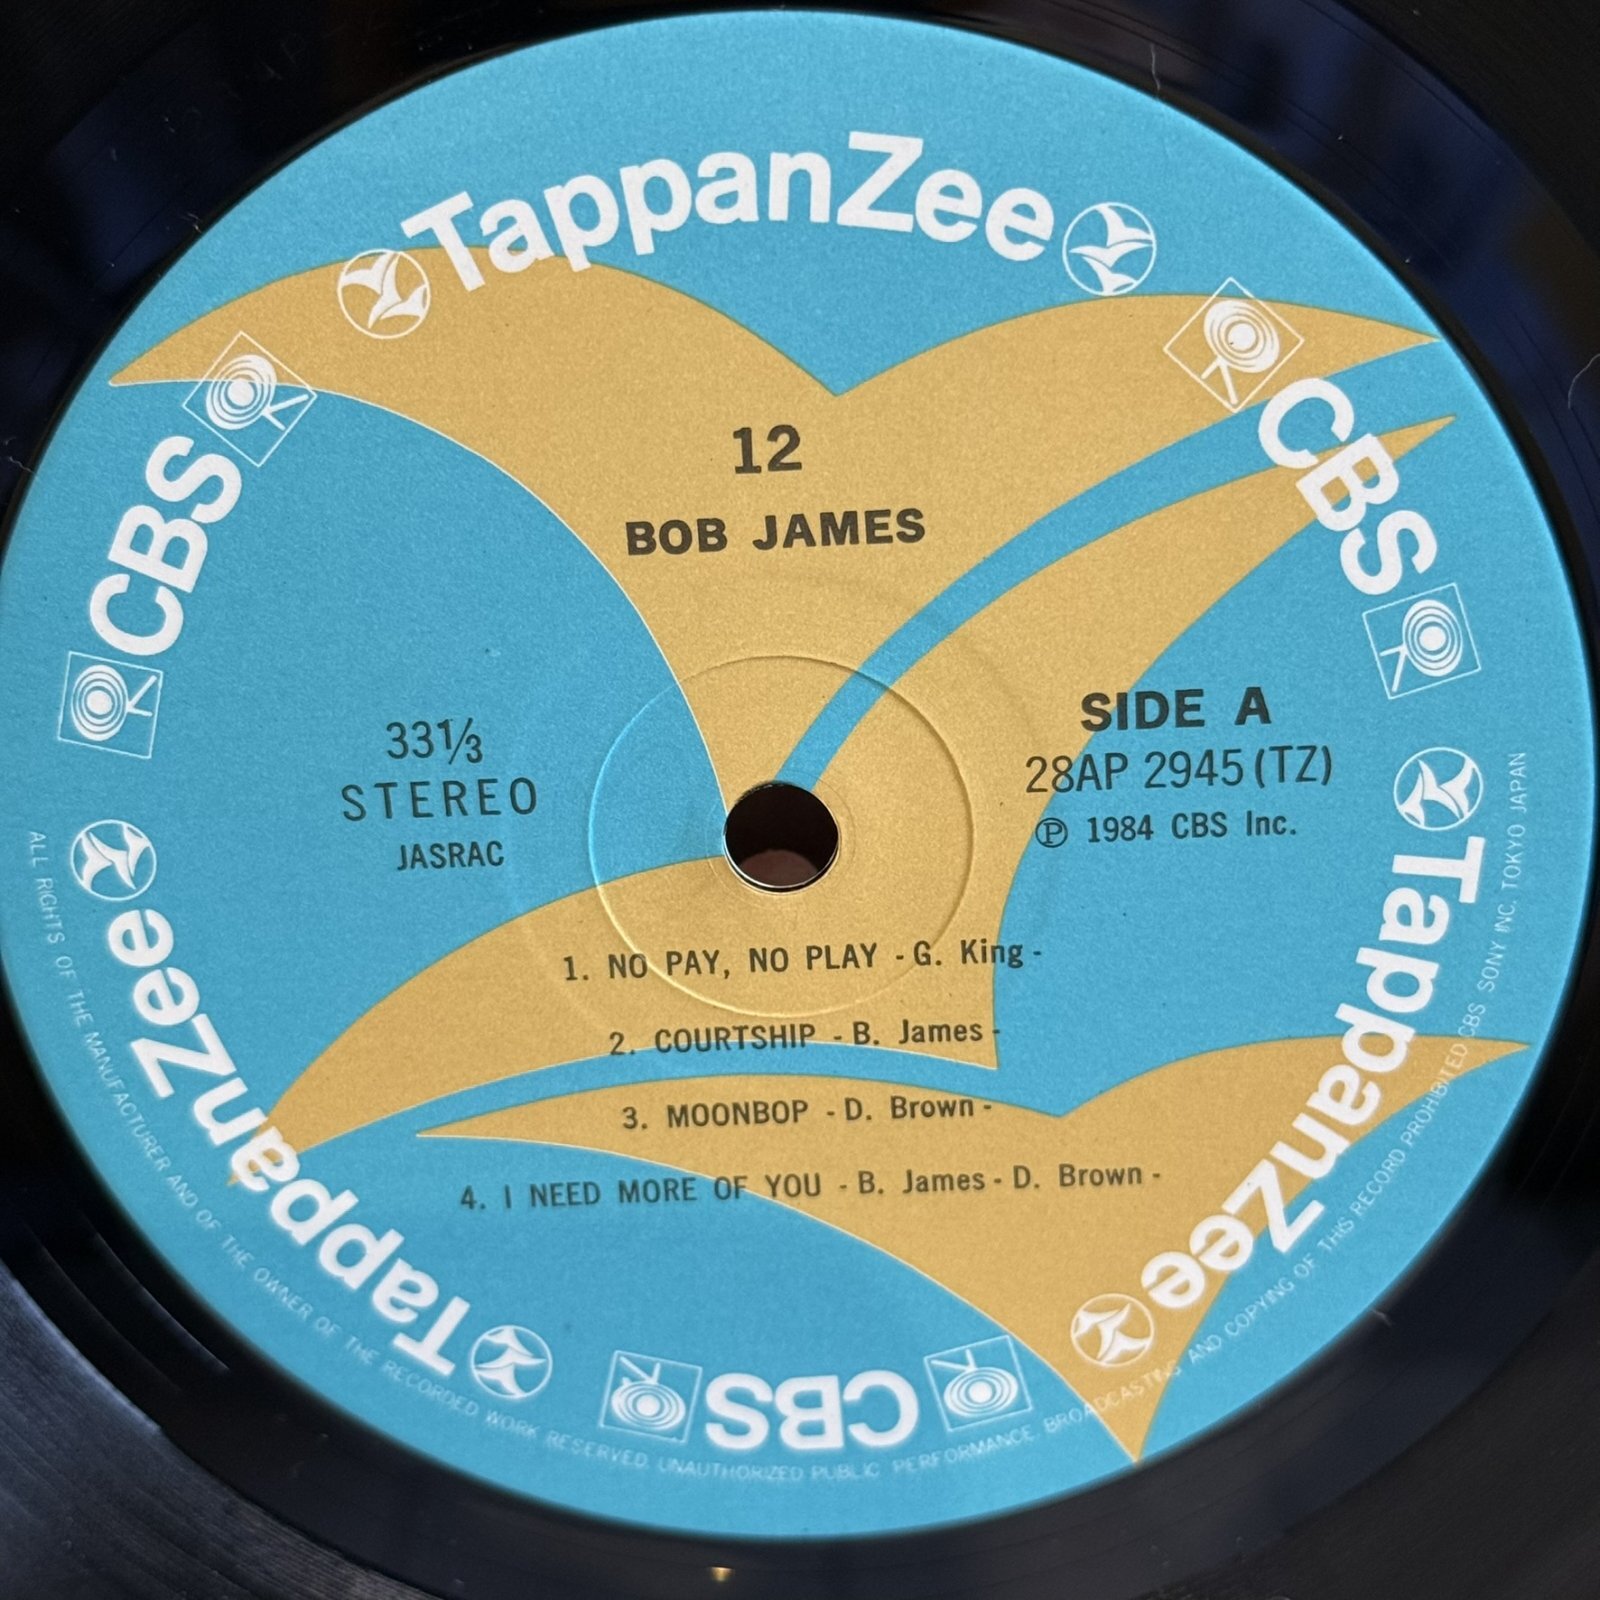 TappanZee
CBS
CBS
12
BOB JAMES
33⅓
STEREO
JASRAC
SIDE A
28AP 2945 (TZ)
Ⓟ 1984 CBS Inc.
1. NO PAY, NO PLAY - G. King -
2. COURTSHIP - B. James -
3. MOONBOP - D. Brown -
4. I NEED MORE OF YOU - B. James - D. Brown -
TappanZee
TappanZee
CBS
ALL RIGHTS OF THE MANUFACTURER AND OF THE OWNER OF THE RECORDED WORK RESERVED. UNAUTHORIZED PUBLIC PERFORMANCE, BROADCASTING AND COPYING OF THIS RECORD PROHIBITED CBS SONY INC. TOKYO JAPAN